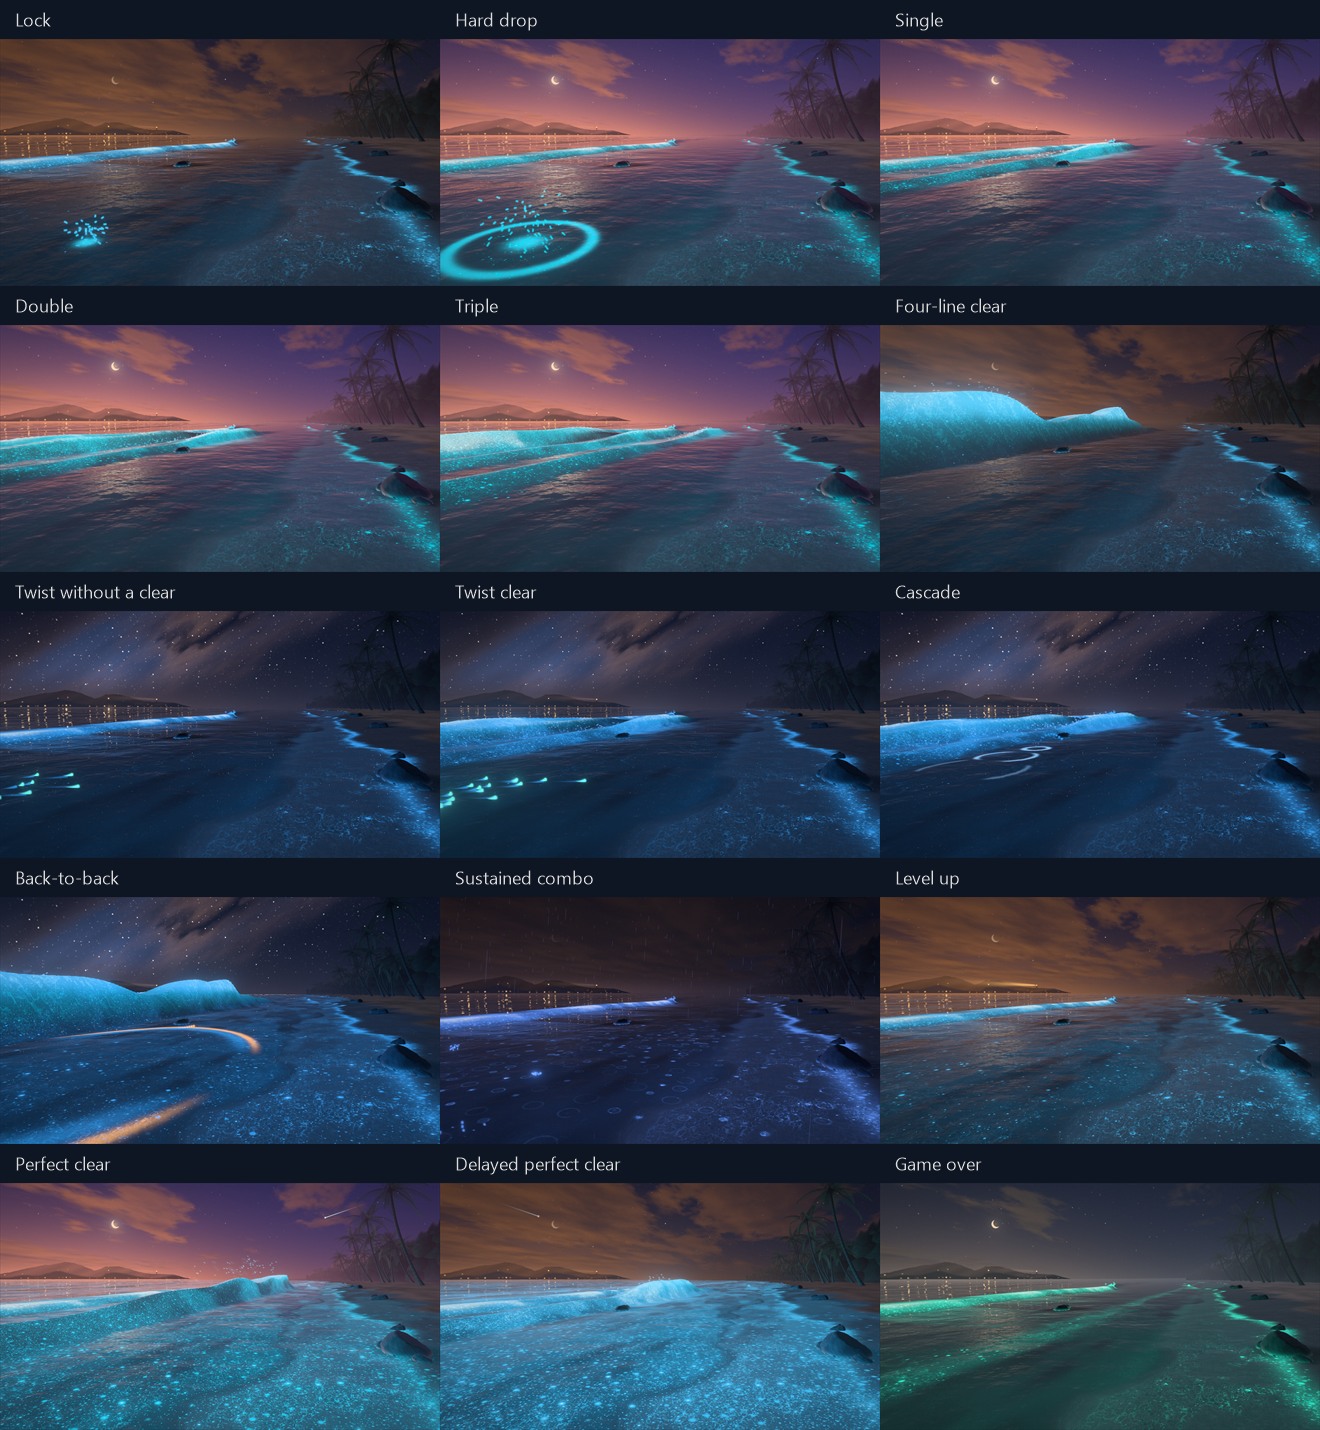 Lock
Hard drop
Single
Double
Triple
Four-line clear
Twist without a clear
Twist clear
Cascade
Back-to-back
Sustained combo
Level up
Perfect clear
Delayed perfect clear
Game over